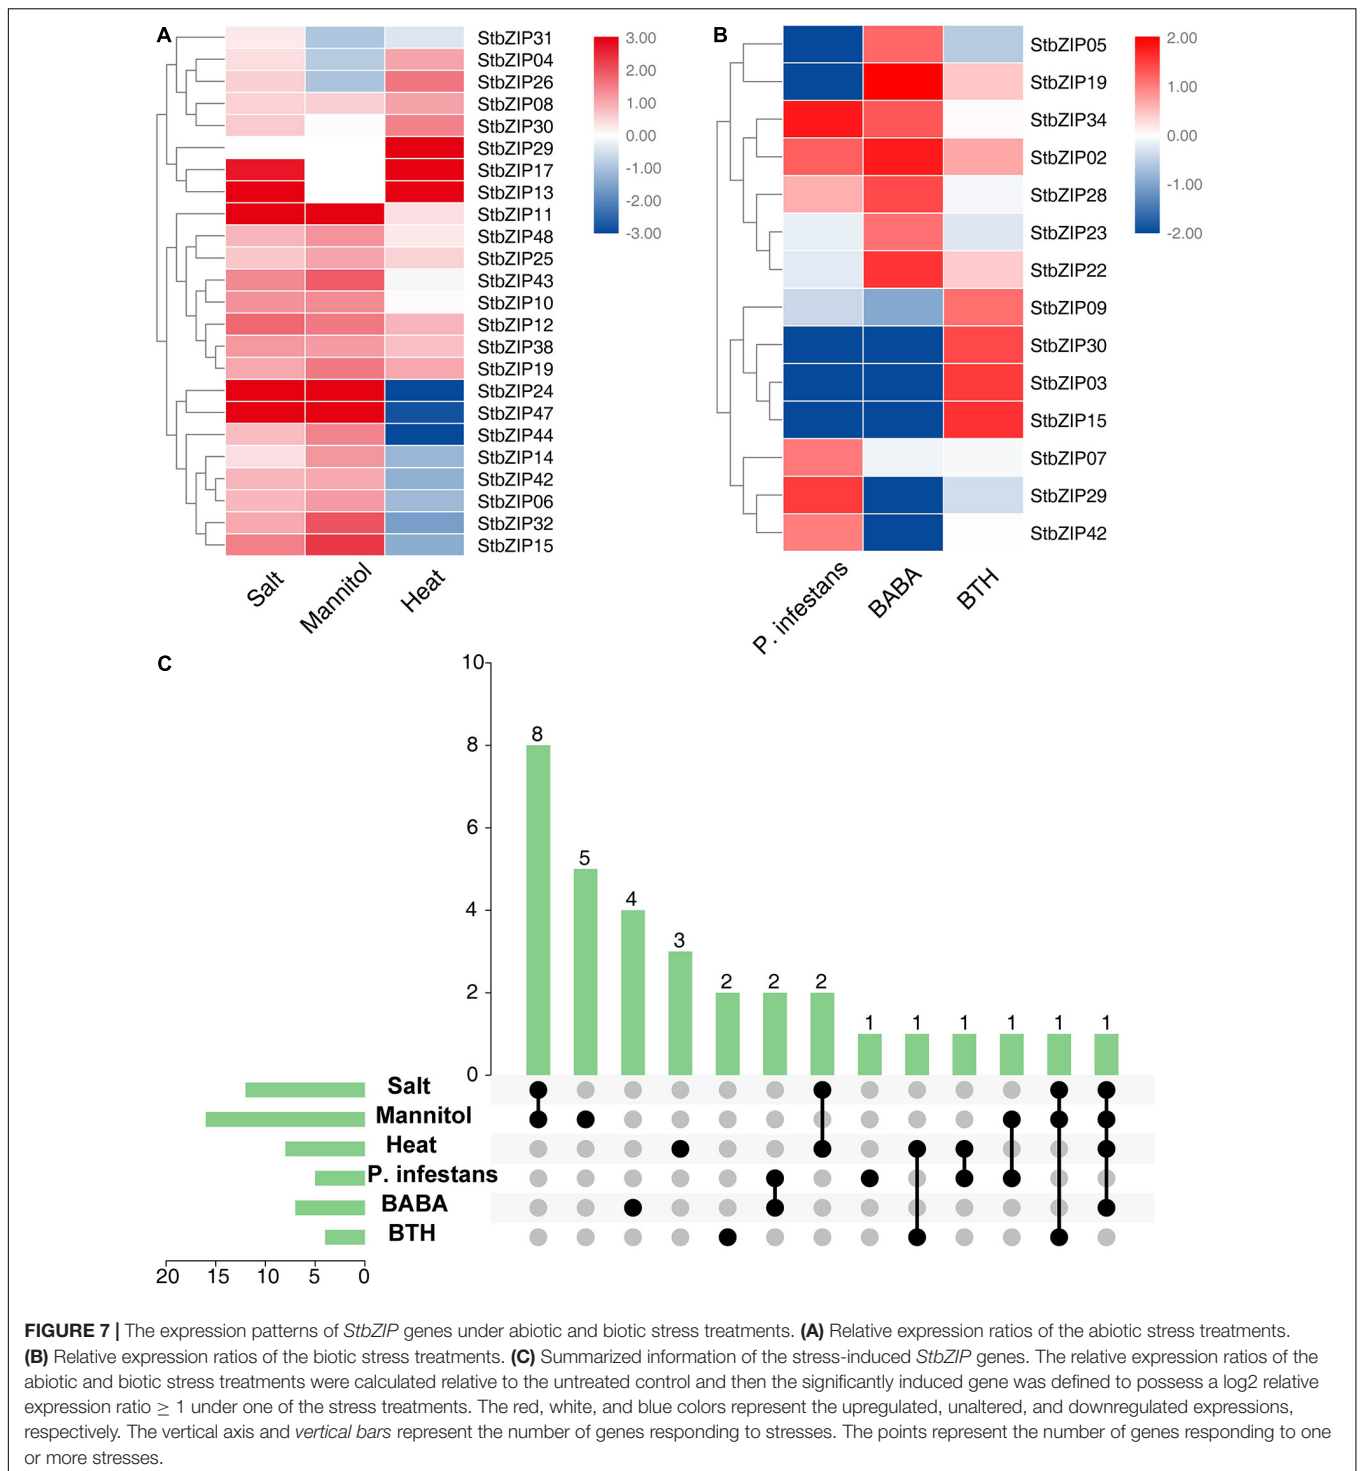 A
StbZIP31
StbZIP04
StbZIP26
StbZIP08
StbZIP30
StbZIP29
StbZIP17
StbZIP13
StbZIP11
StbZIP48
StbZIP25
StbZIP43
StbZIP10
StbZIP12
StbZIP38
StbZIP19
StbZIP24
StbZIP47
StbZIP44
StbZIP14
StbZIP42
StbZIP06
StbZIP32
StbZIP15
3.00
2.00
1.00
0.00
-1.00
-2.00
-3.00
Salt
Mannitol
Heat
B
StbZIP05
StbZIP19
StbZIP34
StbZIP02
StbZIP28
StbZIP23
StbZIP22
StbZIP09
StbZIP30
StbZIP03
StbZIP15
StbZIP07
StbZIP29
StbZIP42
2.00
1.00
0.00
-1.00
-2.00
P. infestans
BABA
BTH
C
10
8
6
4
2
0
8
5
4
3
2
2
2
1
1
1
1
1
1
Salt
Mannitol
Heat
P. infestans
BABA
BTH
20 15 10 5 0
FIGURE 7 | The expression patterns of StbZIP genes under abiotic and biotic stress treatments. (A) Relative expression ratios of the abiotic stress treatments.
(B) Relative expression ratios of the biotic stress treatments. (C) Summarized information of the stress-induced StbZIP genes. The relative expression ratios of the
abiotic and biotic stress treatments were calculated relative to the untreated control and then the significantly induced gene was defined to possess a log2 relative
expression ratio ≥ 1 under one of the stress treatments. The red, white, and blue colors represent the upregulated, unaltered, and downregulated expressions,
respectively. The vertical axis and vertical bars represent the number of genes responding to stresses. The points represent the number of genes responding to one
or more stresses.